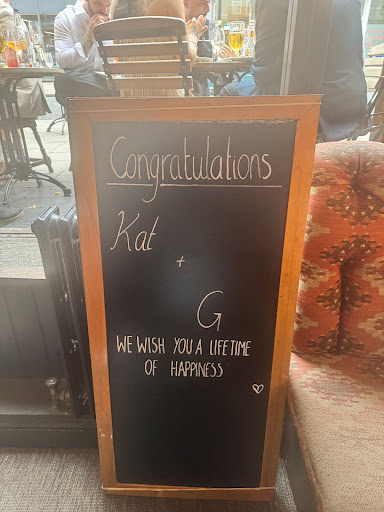 Congratulations
Kat
+
G
WE WISH YOU A LIFETIME
OF HAPPINESS